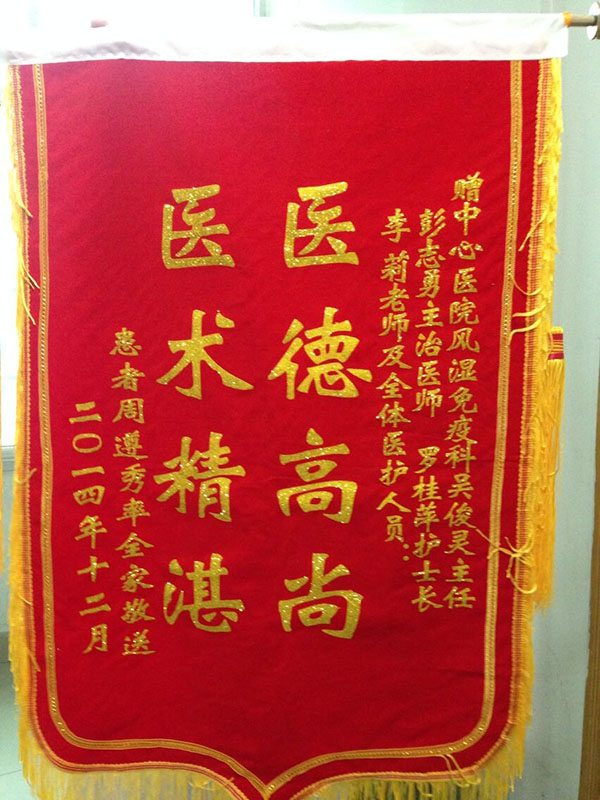 赠中心医院风湿免疫科吴俊灵主任
彭志勇主治医师 罗桂萍护士长
李莉老师及全体医护人员：
医德高尚
医术精湛
患者周遵秀率全家敬送
二〇一四年十二月